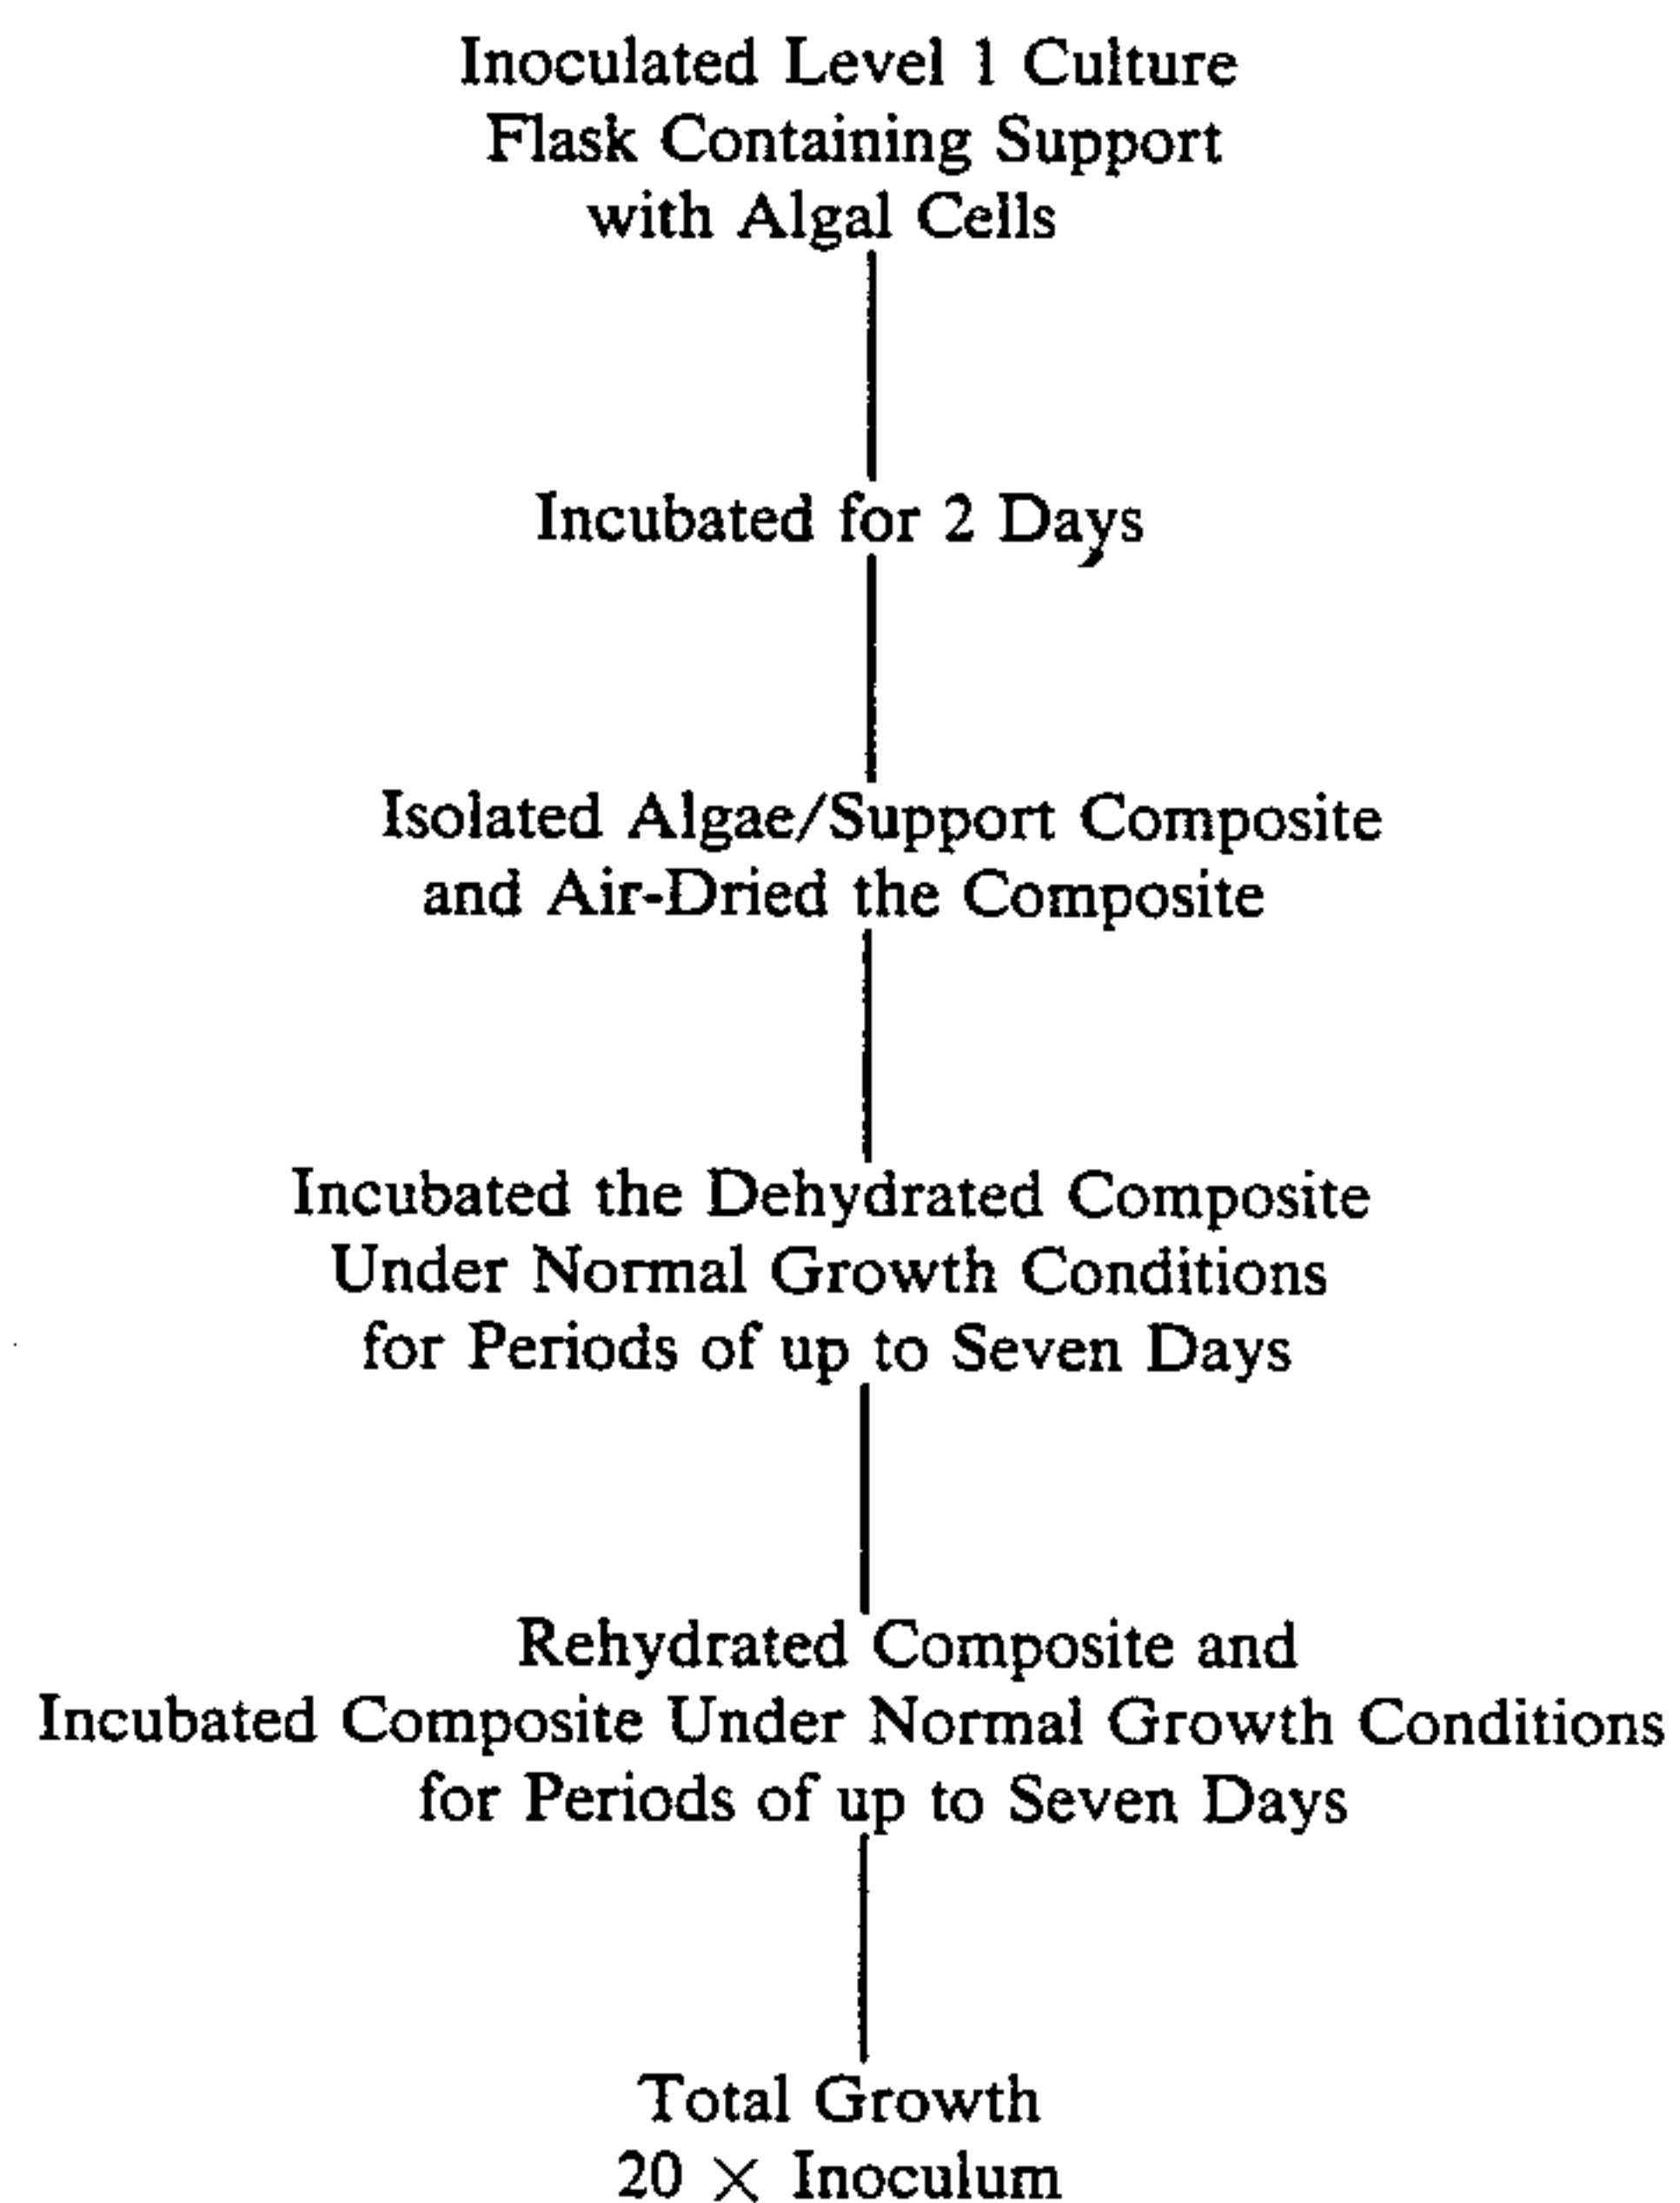 Inoculated Level 1 Culture
Flask Containing Support
with Algal Cells
Incubated for 2 Days
Isolated Algae/Support Composite
and Air-Dried the Composite
Incubated the Dehydrated Composite
Under Normal Growth Conditions
for Periods of up to Seven Days
Rehydrated Composite and
Incubated Composite Under Normal Growth Conditions
for Periods of up to Seven Days
Total Growth
20 × Inoculum